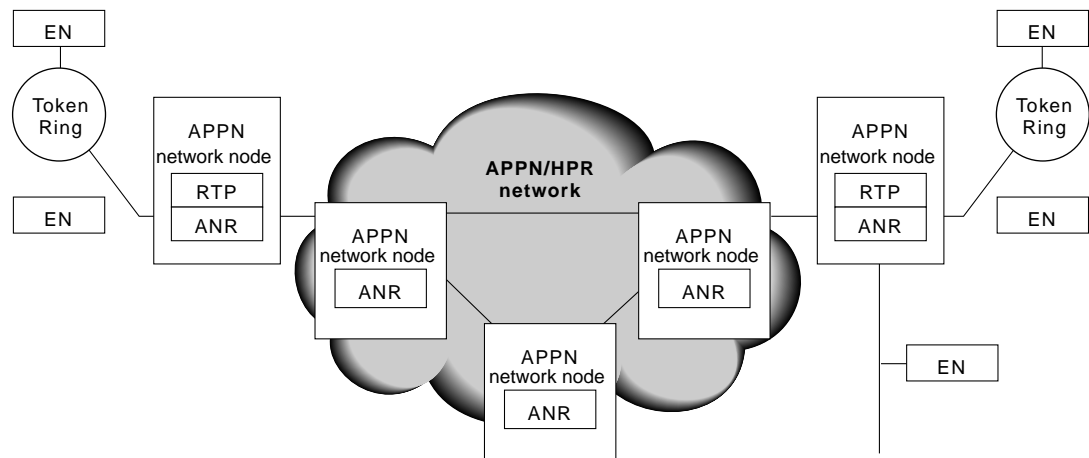 EN
EN
Token
Ring
Token
Ring
APPN
network node
RTP
ANR
APPN/HPR
network
APPN
network node
RTP
ANR
EN
EN
APPN
network node
ANR
APPN
network node
ANR
APPN
network node
ANR
EN